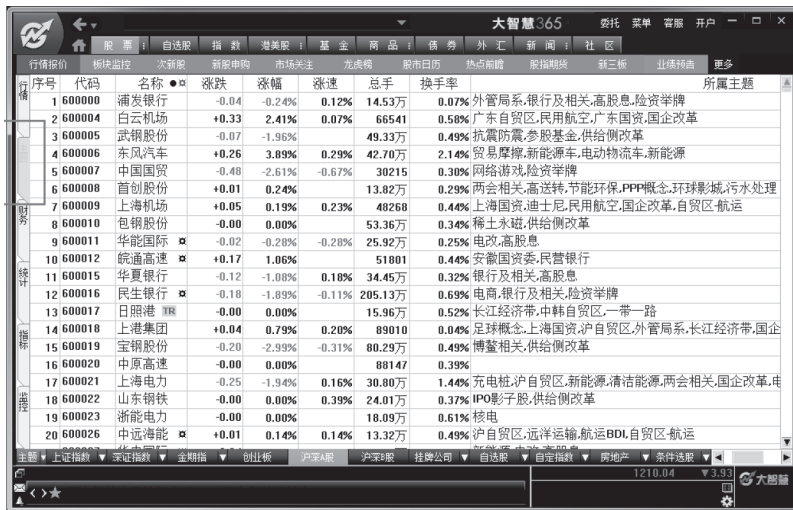 大智慧365 委托 菜单 客服 开户
股票 自选股 指数 港美股 基金 商品 债券 外汇 新闻 社区
行情报价 板块监控 次新股 新股申购 市场关注 龙虎榜 股市日历 热点前瞻 股指期货 新三板 业绩预告 更多
行情
财务
统计
指标
监控
序号 代码 名称 涨跌 涨幅 涨速 总手 换手率 所属主题
1 600000 浦发银行 -0.04 -0.24% 0.12% 14.53万 0.07% 外管局系,银行及相关,高股息,险资举牌
2 600004 白云机场 +0.33 2.41% 0.07% 66541 0.58% 广东自贸区,民用航空,广东国资,国企改革
3 600005 武钢股份 -0.07 -1.96% 49.33万 0.49% 抗震防震,参股基金,供给侧改革
4 600006 东风汽车 +0.26 3.89% 0.29% 42.70万 2.14% 贸易摩擦,新能源车,电动物流车,新能源
5 600007 中国国贸 -0.48 -2.61% -0.67% 30215 0.30% 网络游戏,险资举牌
6 600008 首创股份 +0.01 0.24% 13.82万 0.29% 两会相关,高送转,节能环保,PPP概念,环球影城,污水处理
7 600009 上海机场 +0.05 0.19% 0.23% 48268 0.44% 上海国资,迪士尼,民用航空,国企改革,自贸区-航运
8 600010 包钢股份 -0.00 0.00% 53.36万 0.34% 稀土永磁,供给侧改革
9 600011 华能国际 -0.02 -0.28% -0.28% 25.92万 0.25% 电改,高股息
10 600012 皖通高速 +0.17 1.06% 51801 0.44% 安徽国资委,民营银行
11 600015 华夏银行 -0.12 -1.08% 0.18% 34.45万 0.32% 银行及相关,高股息
12 600016 民生银行 -0.18 -1.89% -0.11% 205.13万 0.69% 电商,银行及相关,险资举牌
13 600017 日照港 TR -0.00 0.00% 15.96万 0.52% 长江经济带,中韩自贸区,一带一路
14 600018 上港集团 +0.04 0.79% 0.20% 89010 0.04% 足球概念,上海国资,沪自贸区,外管局系,长江经济带,国企
15 600019 宝钢股份 -0.20 -2.99% -0.31% 80.29万 0.49% 博鳌相关,供给侧改革
16 600020 中原高速 -0.00 0.00% 88147 0.39%
17 600021 上海电力 -0.25 -1.94% 0.16% 30.80万 1.44% 充电桩,沪自贸区,新能源,清洁能源,两会相关,国企改革,电
18 600022 山东钢铁 -0.00 0.00% 0.39% 24.01万 0.37% IPO影子股,供给侧改革
19 600023 浙能电力 -0.00 0.00% 18.09万 0.61% 核电
20 600026 中远海能 +0.01 0.14% 0.14% 13.32万 0.49% 沪自贸区,远洋运输,航运BDI,自贸区-航运
主题 上证指数 深证指数 金期指 创业板 沪深A股 沪深B股 挂牌公司 自选股 自定指数 房地产 条件选股
1210.04 ▼3.93
大智慧